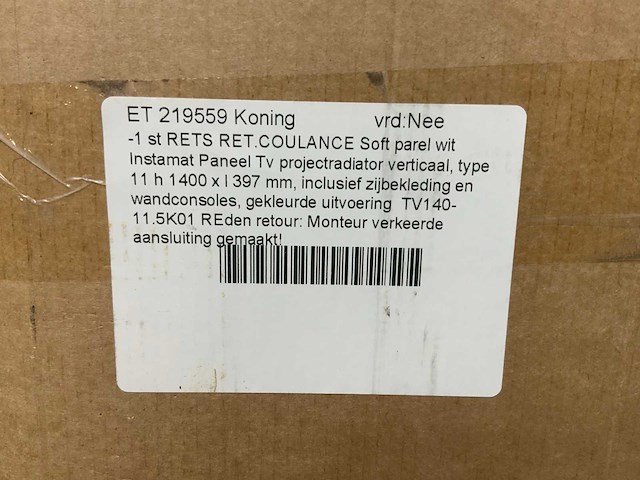 ET 219559 Koning vrd:Nee
-1 st RETS RET.COULANCE Soft parel wit
Instamat Paneel Tv projectradiator verticaal, type
11 h 1400 x l 397 mm, inclusief zijbekleding en
wandconsoles, gekleurde uitvoering TV140-
11.5K01 REden retour: Monteur verkeerde
aansluiting gemaakt!